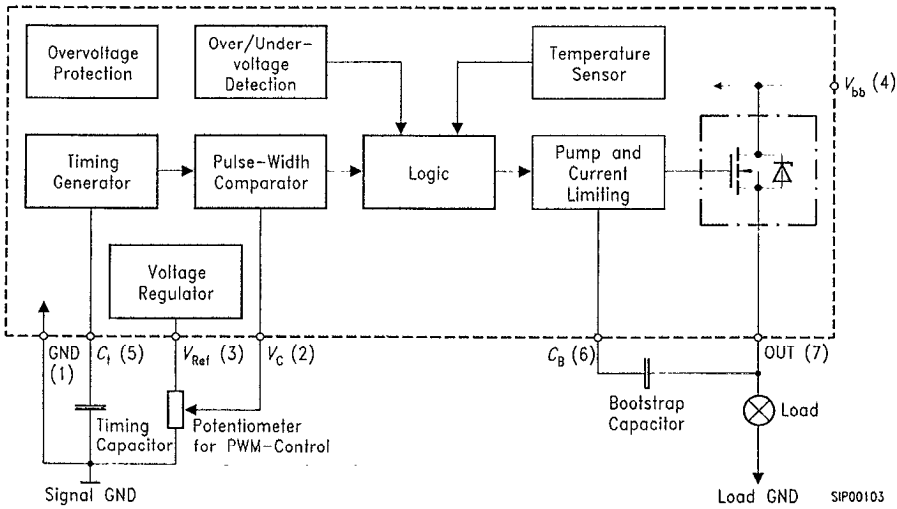 Overvoltage
Protection
Over/Under-
voltage
Detection
Temperature
Sensor
V_bb (4)
Timing
Generator
Pulse-Width
Comparator
Logic
Pump and
Current
Limiting
Voltage
Regulator
GND
(1)
C_t (5)
V_Ref (3)
V_C (2)
C_B (6)
OUT (7)
Timing
Capacitor
Potentiometer
for PWM-Control
Bootstrap
Capacitor
Load
Signal GND
Load GND
SIP00103